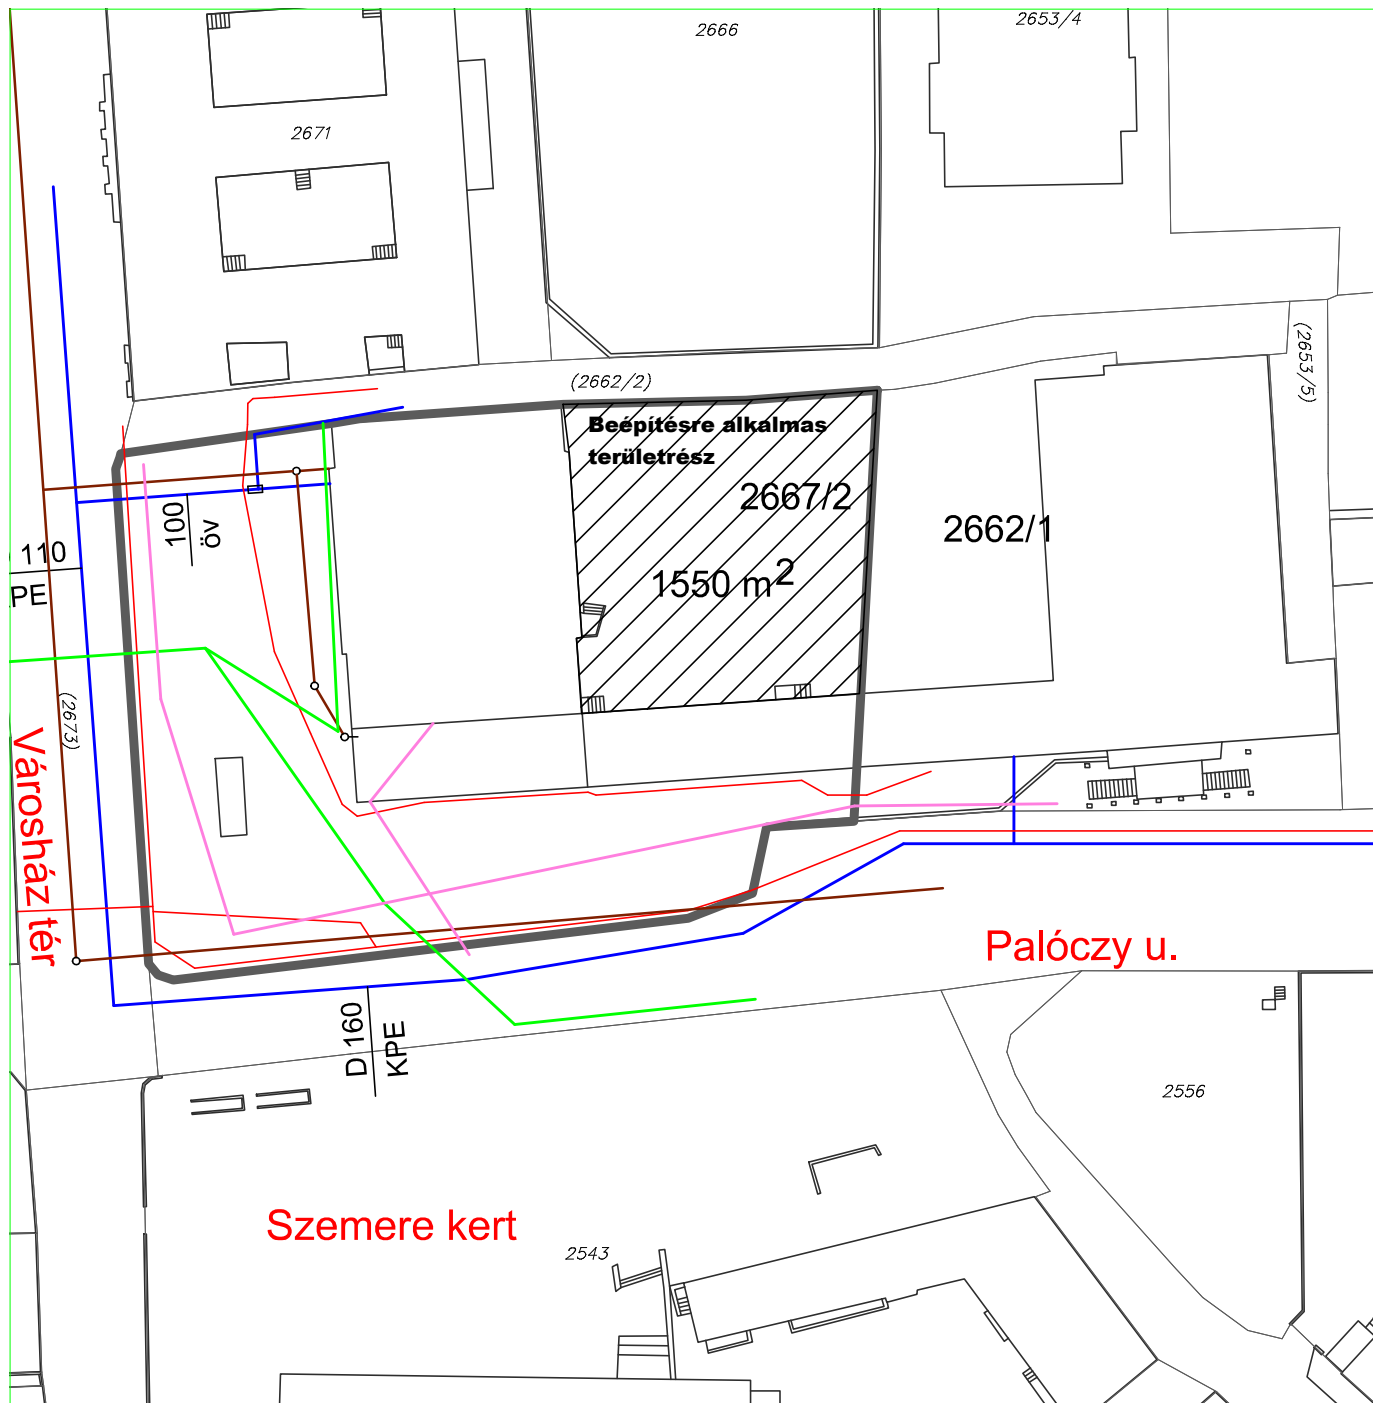 2666
2653/4
2671
(2653/5)
(2662/2)
Beépítésre alkalmas
területrész
2667/2
2662/1
1550 m2
100
öv
110
KPE
(2673)
Városház tér
Palóczy u.
D 160
KPE
2556
Szemere kert
2543